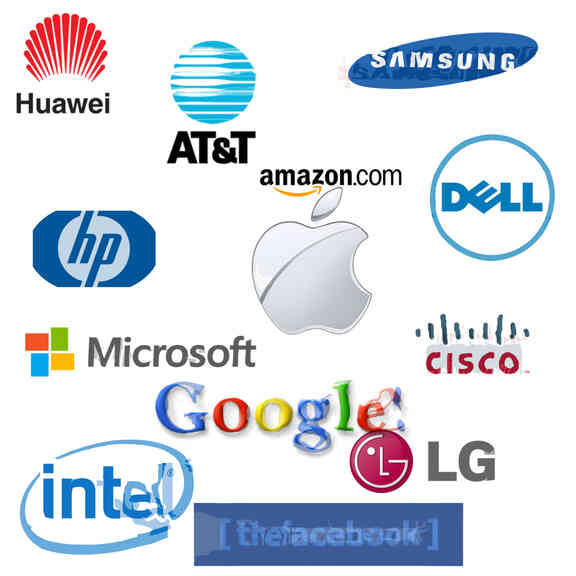 Huawei
AT&T
SAMSUNG
amazon.com
DELL
hp
Microsoft
CISCO
Google
LG
intel
[ thefacebook ]